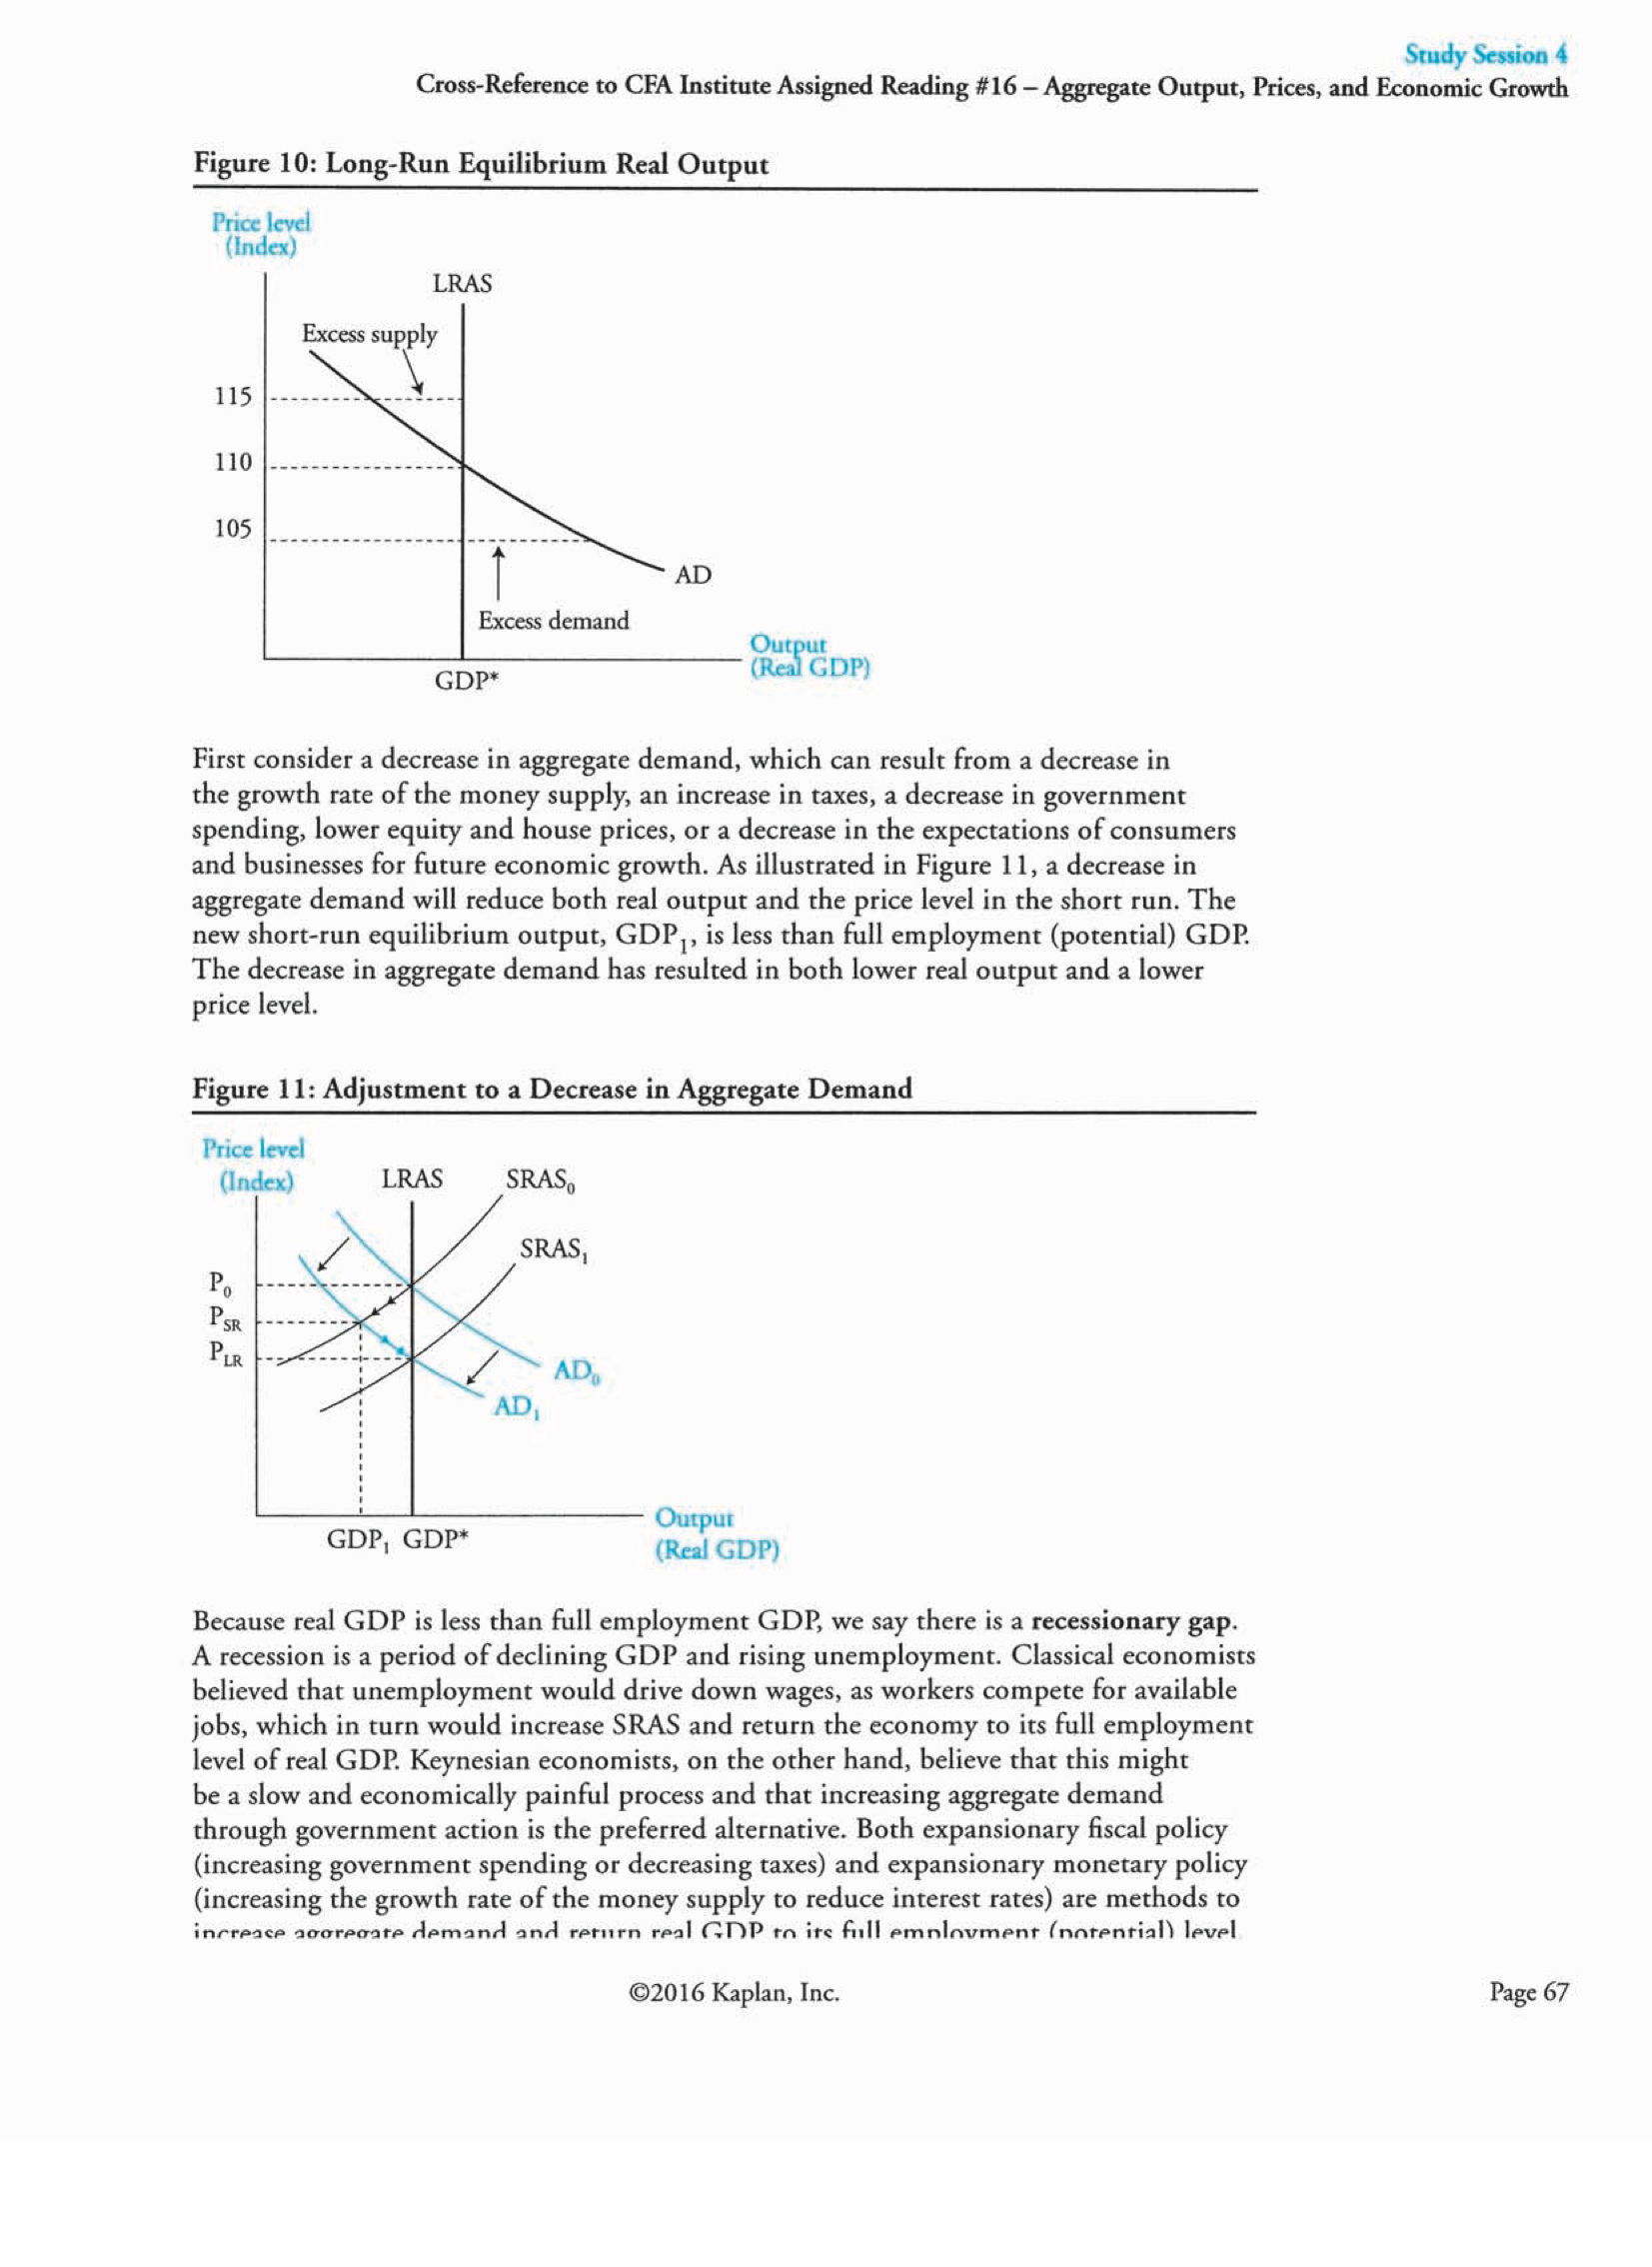 Study Session 4
Cross-Reference to CFA Institute Assigned Reading #16 – Aggregate Output, Prices, and Economic Growth
Figure 10: Long-Run Equilibrium Real Output
Price level
(Index)
LRAS
Excess supply
115
110
105
AD
Excess demand
Output
(Real GDP)
GDP*
First consider a decrease in aggregate demand, which can result from a decrease in
the growth rate of the money supply, an increase in taxes, a decrease in government
spending, lower equity and house prices, or a decrease in the expectations of consumers
and businesses for future economic growth. As illustrated in Figure 11, a decrease in
aggregate demand will reduce both real output and the price level in the short run. The
new short-run equilibrium output, GDP₁, is less than full employment (potential) GDP.
The decrease in aggregate demand has resulted in both lower real output and a lower
price level.
Figure 11: Adjustment to a Decrease in Aggregate Demand
Price level
(Index)
LRAS
SRAS₀
SRAS₁
P₀
PSR
PLR
AD₀
AD₁
GDP₁ GDP*
Output
(Real GDP)
Because real GDP is less than full employment GDP, we say there is a recessionary gap.
A recession is a period of declining GDP and rising unemployment. Classical economists
believed that unemployment would drive down wages, as workers compete for available
jobs, which in turn would increase SRAS and return the economy to its full employment
level of real GDP. Keynesian economists, on the other hand, believe that this might
be a slow and economically painful process and that increasing aggregate demand
through government action is the preferred alternative. Both expansionary fiscal policy
(increasing government spending or decreasing taxes) and expansionary monetary policy
(increasing the growth rate of the money supply to reduce interest rates) are methods to
increase aggregate demand and return real GDP to its full employment (potential) level.
©2016 Kaplan, Inc.
Page 67